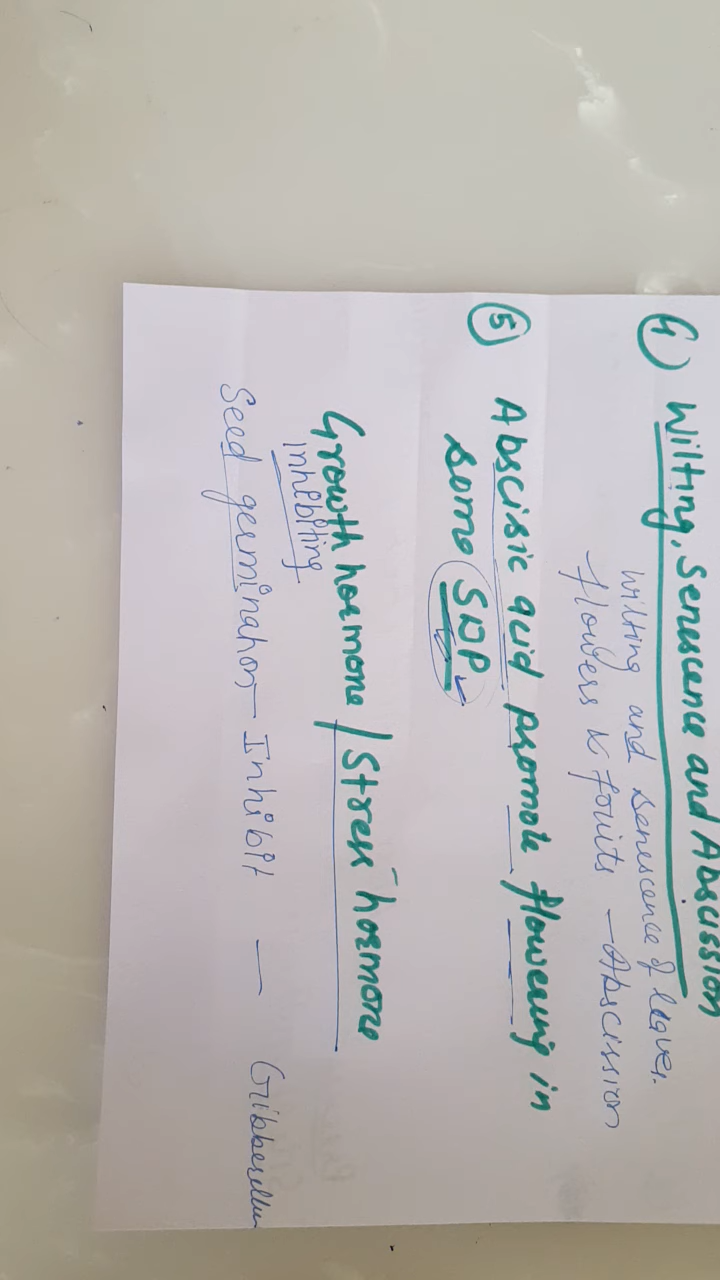 4) Wilting, Senescence and Abscission
Wilting and senescence of leaves.
flowers & fruits - Abscission
5 Abscisic acid promote flowering in
some SDP ✓
Growth hormone / Stress hormone
inhibiting
Seed germination - Inhibit - Gibberellin